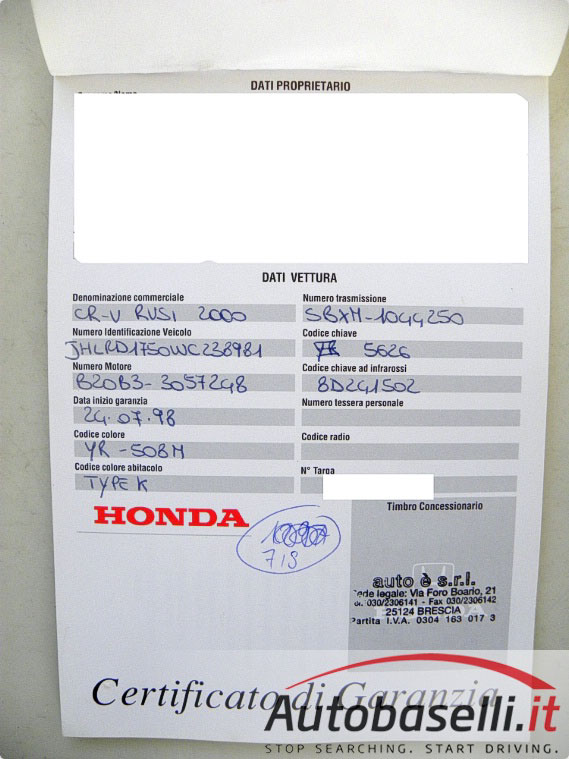 DATI PROPRIETARIO
DATI VETTURA
Denominazione commerciale
CR-V RVSI 2000
Numero trasmissione
SBXM-1044250
Numero Identificazione Veicolo
JHLRD1750WC238981
Codice chiave
5626
Numero Motore
B20B3-3057248
Codice chiave ad infrarossi
8D241502
Data inizio garanzia
24.07.98
Numero tessera personale
Codice colore
YR-508M
Codice radio
Codice colore abitacolo
TYPE K
N° Targa
HONDA
Timbro Concessionario
713
auto è s.r.l.
Sede legale: Via Foro Boario, 21
030/2306141 - Fax 030/2306142
25124 BRESCIA
Partita I.V.A. 0304 163 017 3
Certificato di Garanzia
Autobaselli.it
STOP SEARCHING. START DRIVING.